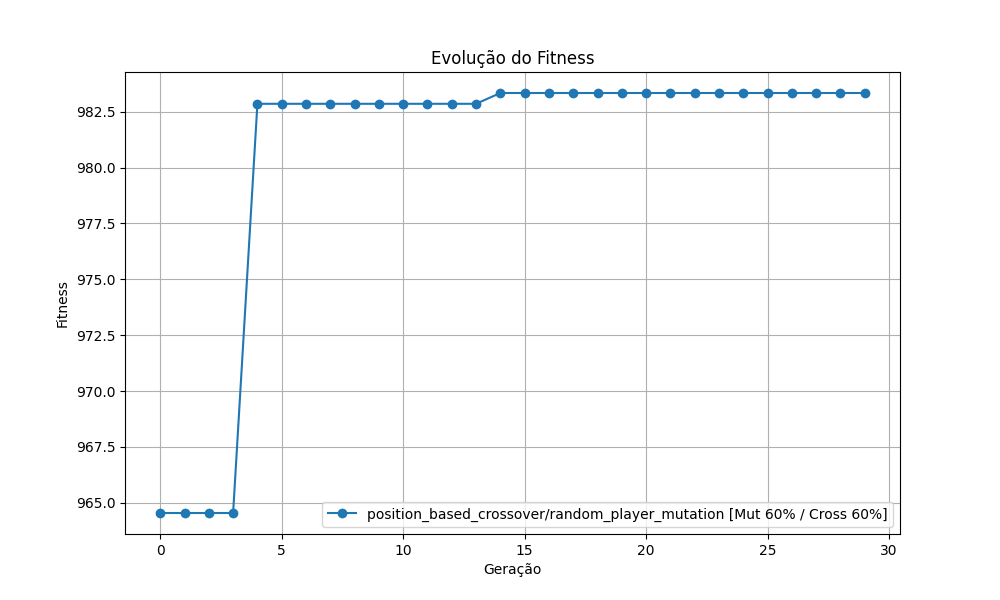 Evolução do Fitness
Fitness
982.5
980.0
977.5
975.0
972.5
970.0
967.5
965.0
position_based_crossover/random_player_mutation [Mut 60% / Cross 60%]
0 5 10 15 20 25 30
Geração